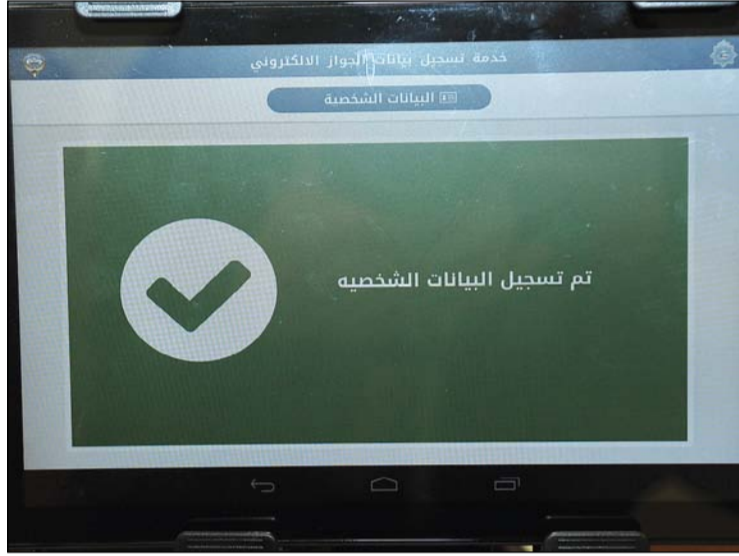 خدمة تسجيل بيانات الجواز الالكتروني
البيانات الشخصية
تم تسجيل البيانات الشخصيه